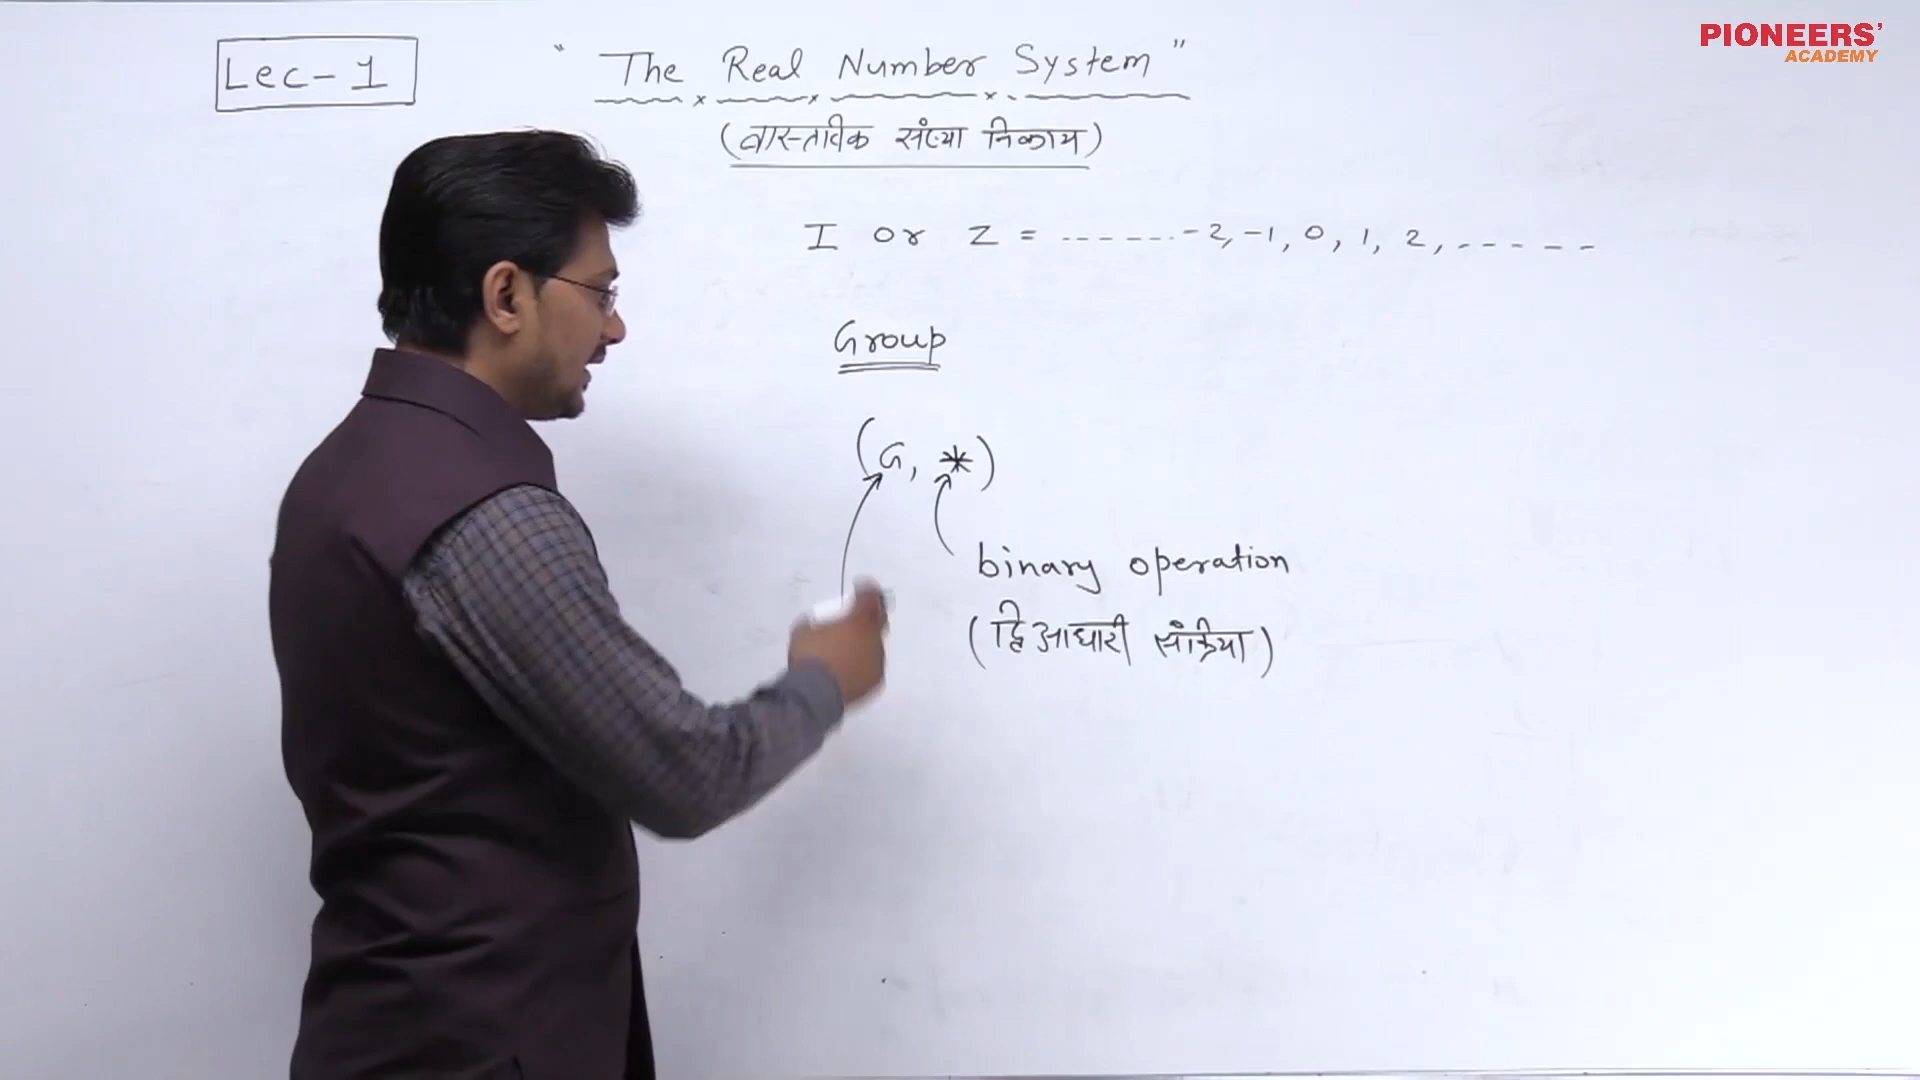 PIONEERS'
ACADEMY
Lec-1
"The Real Number System"
(वास्तविक संख्या निकाय)
I or Z = ------- -2, -1, 0, 1, 2, -----
Group
(G, *)
binary operation
(द्विआधारी संक्रिया)